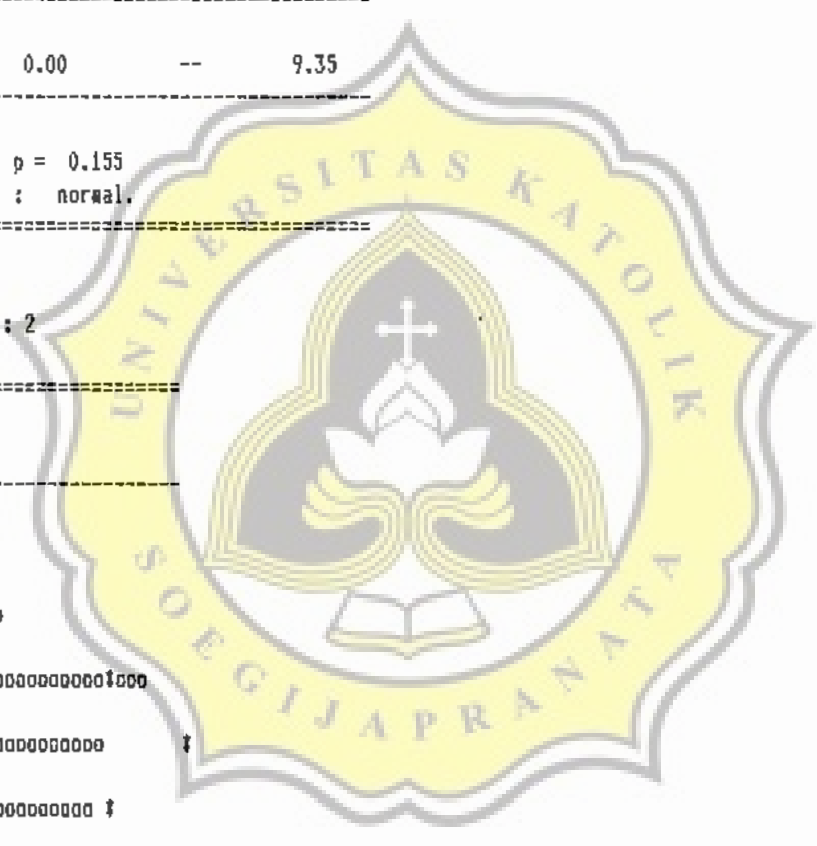 0.00 -- 9.35
p = 0.155
: normal.
: 2
UNIVERSITAS KATOLIK
SOEGIJAPRANATA